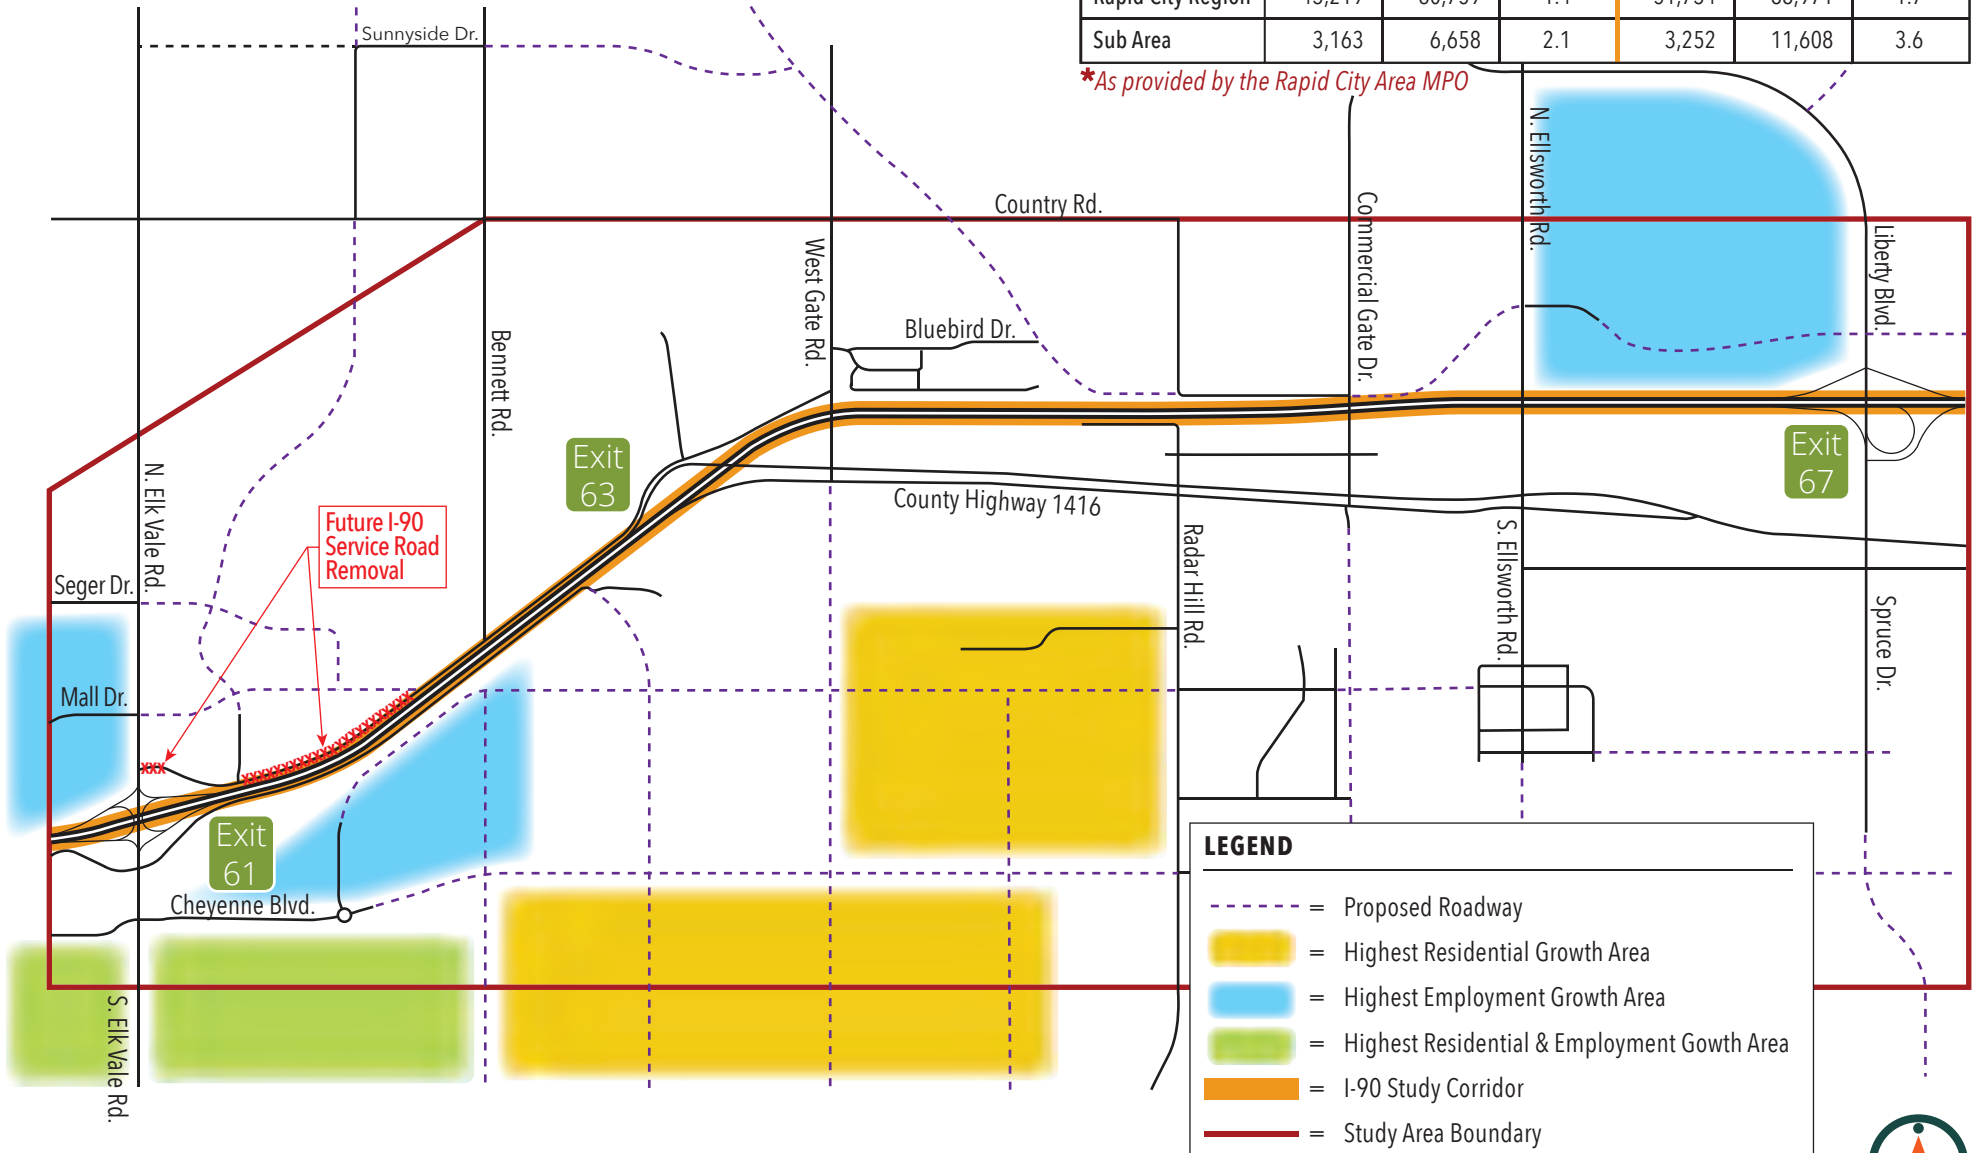 Rapid City Region
Sub Area 3,163 6,658 2.1 3,252 11,608 3.6
*As provided by the Rapid City Area MPO
Sunnyside Dr.
Country Rd.
N. Ellsworth Rd.
Commercial Gate Dr.
Liberty Blvd.
West Gate Rd.
Bluebird Dr.
Bennett Rd.
Exit
63
Exit
67
N. Elk Vale Rd.
County Highway 1416
Future I-90
Service Road
Removal
Radar Hill Rd.
S. Ellsworth Rd.
Seger Dr.
Spruce Dr.
Mall Dr.
Exit
61
Cheyenne Blvd.
S. Elk Vale Rd.
LEGEND
= Proposed Roadway
= Highest Residential Growth Area
= Highest Employment Growth Area
= Highest Residential & Employment Gowth Area
= I-90 Study Corridor
= Study Area Boundary